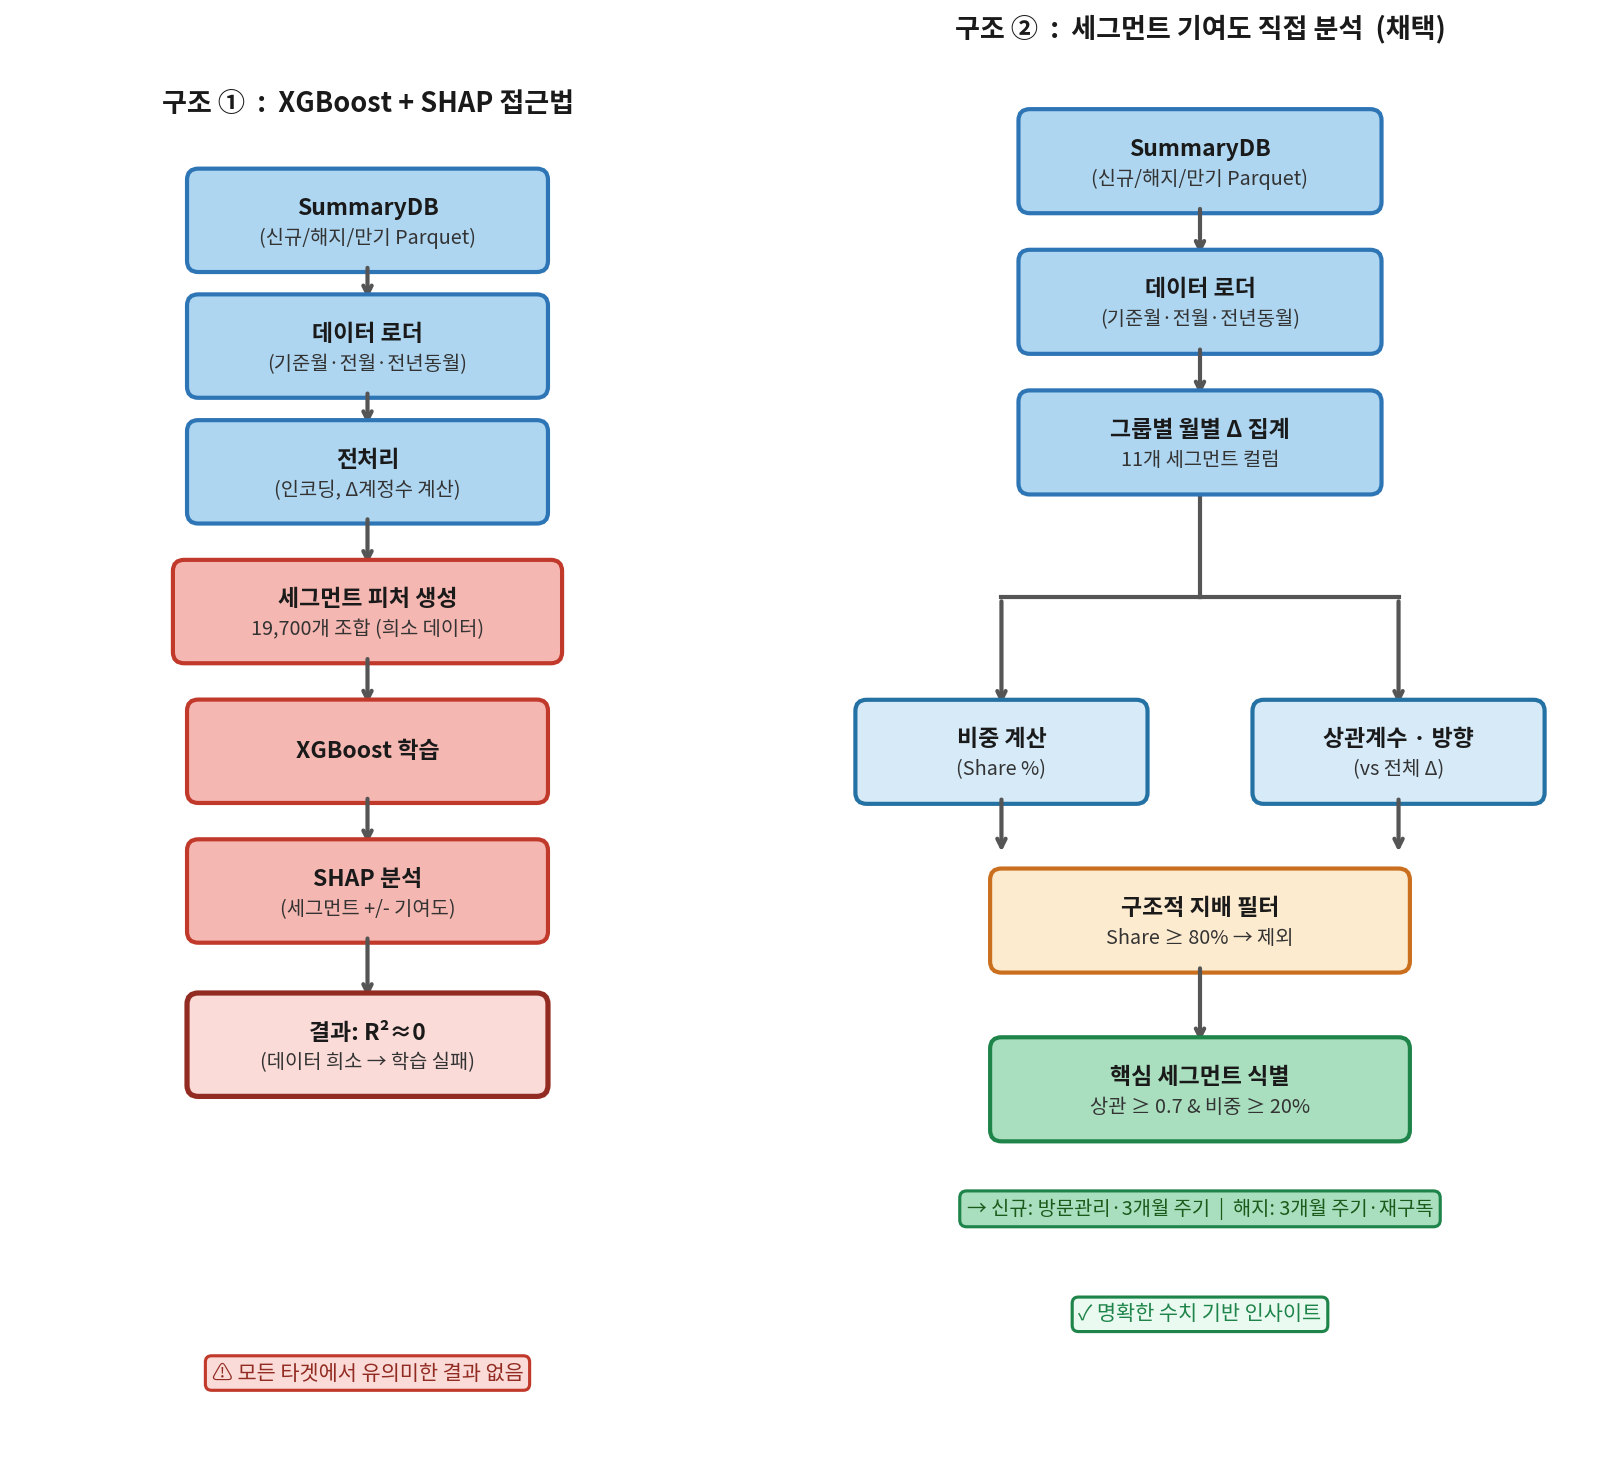 구조 ① : XGBoost + SHAP 접근법
SummaryDB
(신규/해지/만기 Parquet)
데이터 로더
(기준월·전월·전년동월)
전처리
(인코딩, Δ계정수 계산)
세그먼트 피처 생성
19,700개 조합 (희소 데이터)
XGBoost 학습
SHAP 분석
(세그먼트 +/- 기여도)
결과: R²≈0
(데이터 희소 → 학습 실패)
⚠ 모든 타겟에서 유의미한 결과 없음
구조 ② : 세그먼트 기여도 직접 분석 (채택)
SummaryDB
(신규/해지/만기 Parquet)
데이터 로더
(기준월·전월·전년동월)
그룹별 월별 Δ 집계
11개 세그먼트 컬럼
비중 계산
(Share %)
상관계수 · 방향
(vs 전체 Δ)
구조적 지배 필터
Share ≥ 80% → 제외
핵심 세그먼트 식별
상관 ≥ 0.7 & 비중 ≥ 20%
→ 신규: 방문관리·3개월 주기 | 해지: 3개월 주기·재구독
✓ 명확한 수치 기반 인사이트